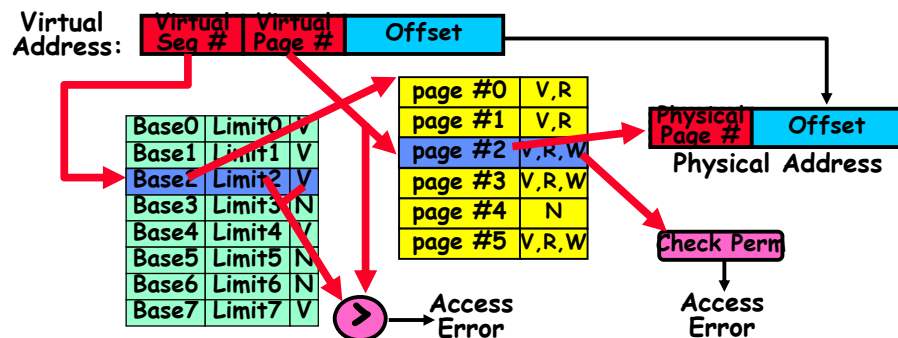 Virtual Address:
Virtual Seg #
Virtual Page #
Offset
page #0 V,R
page #1 V,R
page #2 V,R,W
page #3 V,R,W
page #4 N
page #5 V,R,W
Base0 Limit0 V
Base1 Limit1 V
Base2 Limit2 V
Base3 Limit3 N
Base4 Limit4 V
Base5 Limit5 N
Base6 Limit6 N
Base7 Limit7 V
Physical Page #
Offset
Physical Address
Check Perm
>
Access Error
Access Error